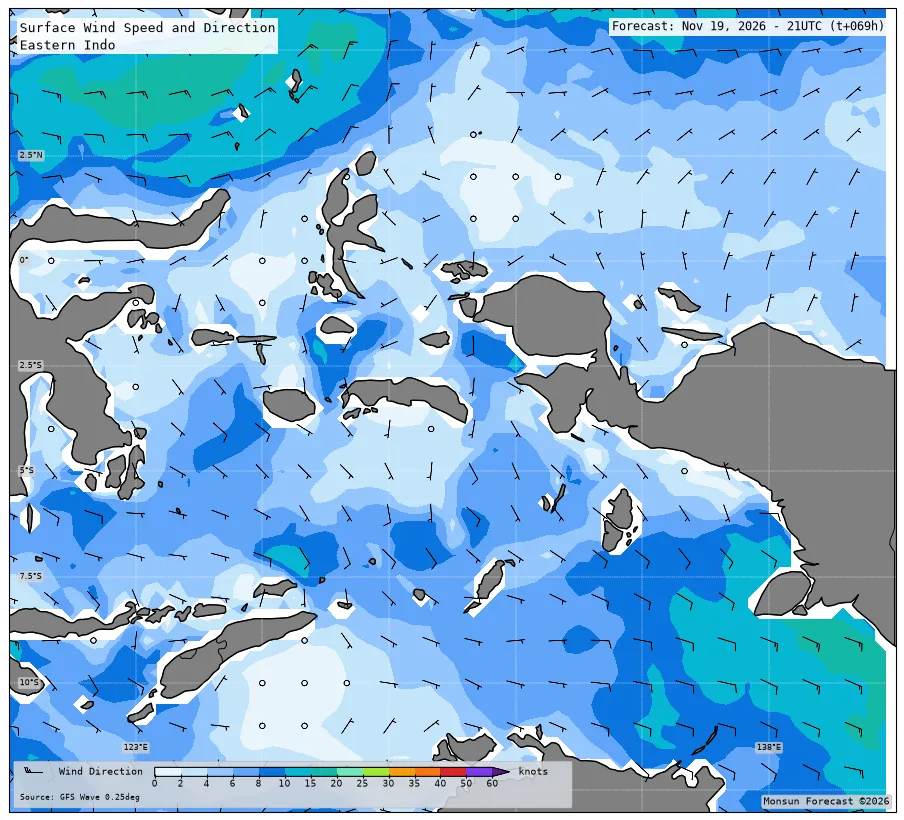 Surface Wind Speed and Direction
Eastern Indo
Forecast: Nov 19, 2026 - 21UTC (t+069h)
2.5°N
0°
2.5°S
5°S
7.5°S
10°S
123°E
138°E
Wind Direction
0 2 4 6 8 10 15 20 25 30 40 50 60
knots
Source: GFS Wave 0.25deg
Monsun Forecast ©2026